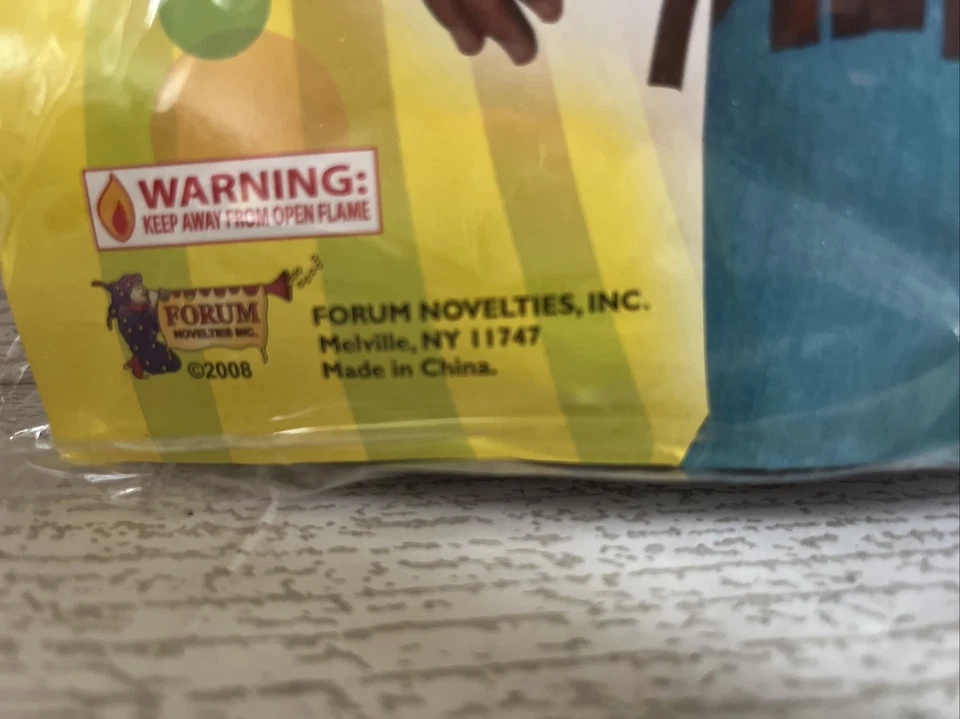 WARNING:
KEEP AWAY FROM OPEN FLAME
FORUM
NOVELTIES INC.
©2008
FORUM NOVELTIES, INC.
Melville, NY 11747
Made in China.